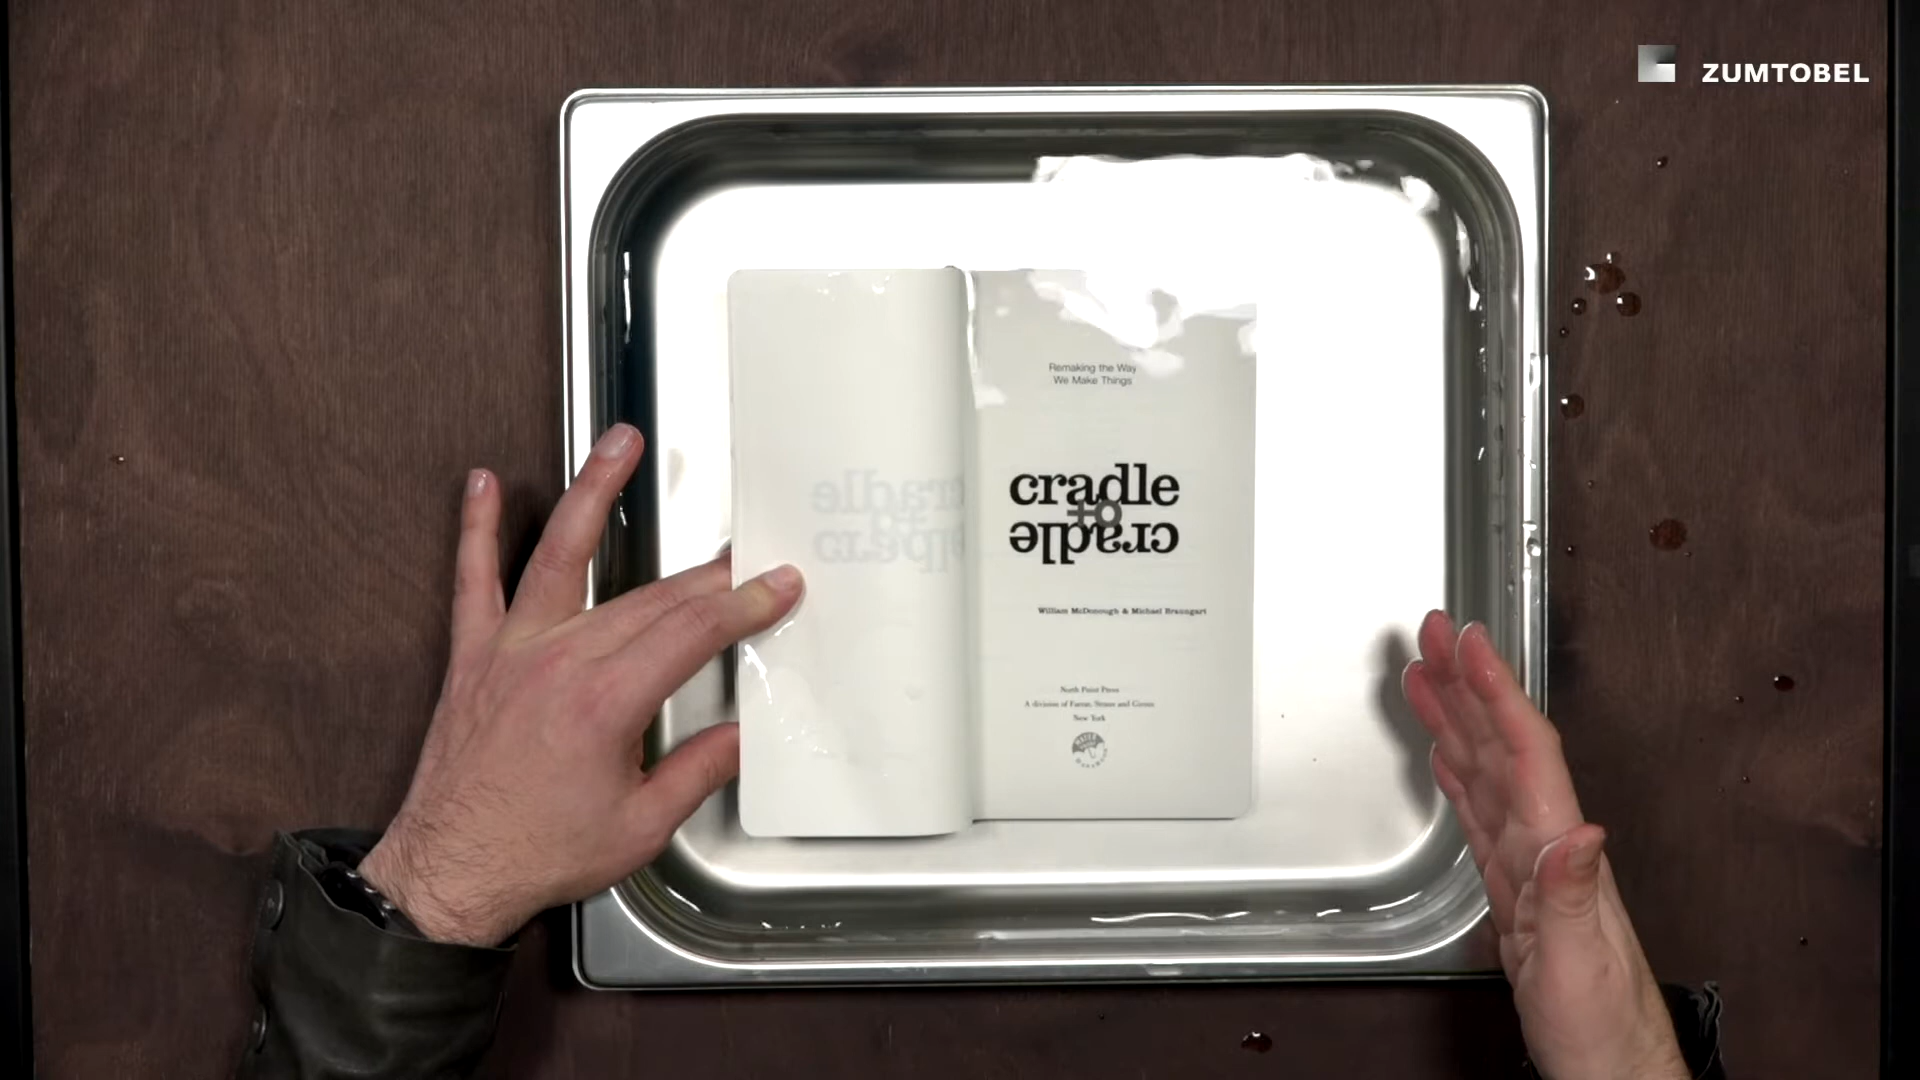 ZUMTOBEL
Remaking the Way
We Make Things
cradle
to
cradle
William McDonough & Michael Braungart
North Point Press
A division of Farrar, Straus and Giroux
New York
WATER